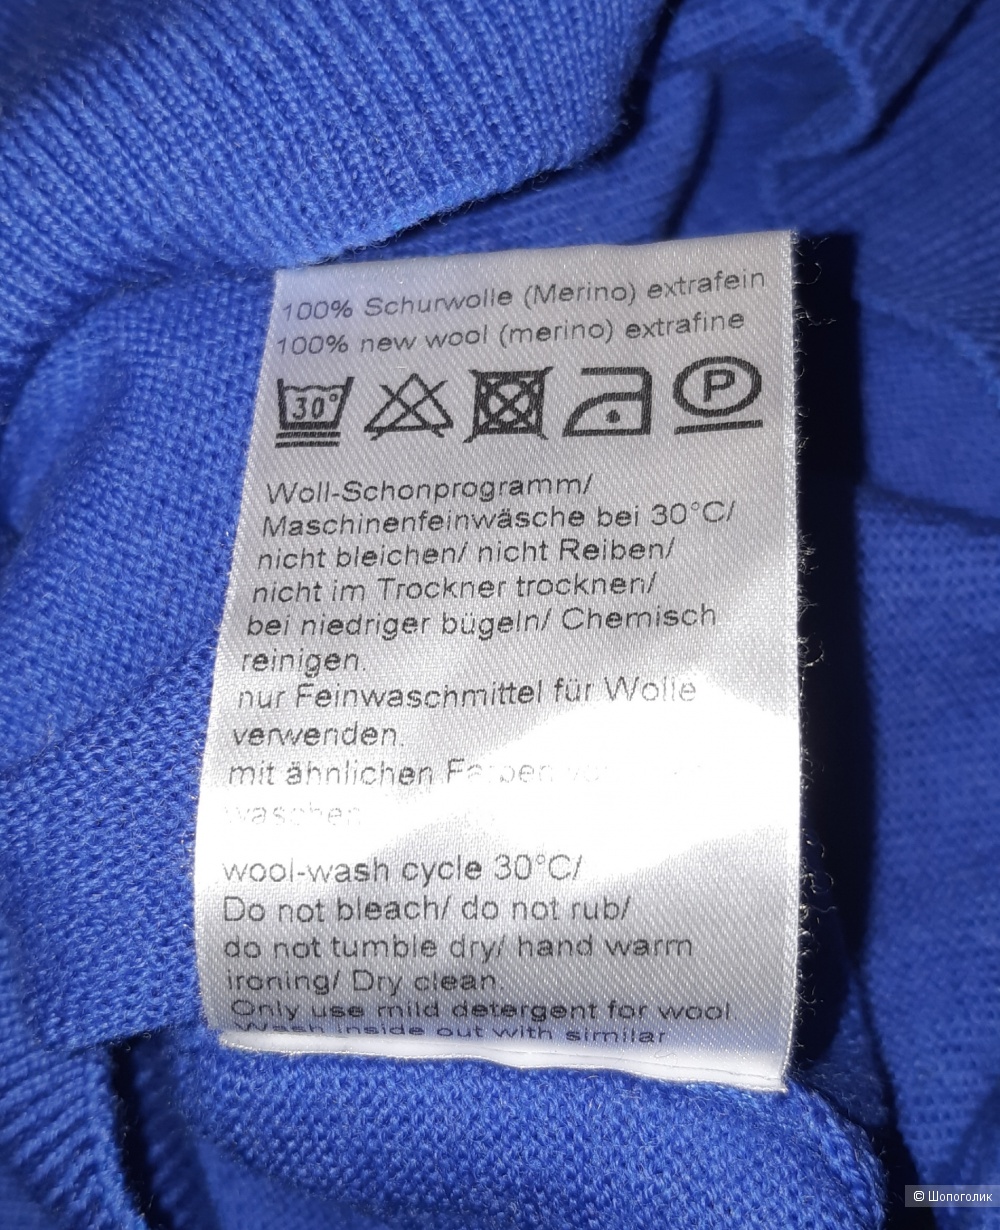 100% Schurwolle (Merino) extrafein
100% new wool (merino) extrafine
30° P
Woll-Schonprogramm/
Maschinenfeinwäsche bei 30°C/
nicht bleichen/ nicht Reiben/
nicht im Trockner trocknen/
bei niedriger bügeln/ Chemisch
reinigen.
nur Feinwaschmittel für Wolle
verwenden.
mit ähnlichen Farben
waschen
wool-wash cycle 30°C/
Do not bleach/ do not rub/
do not tumble dry/ hand warm
ironing/ Dry clean.
Only use mild detergent for wool
Wash inside out with similar
© Шопоголик